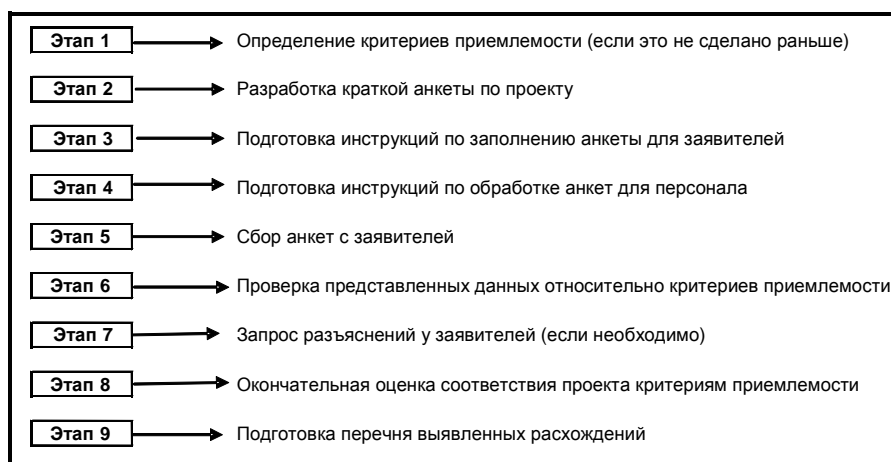 Этап 1 Определение критериев приемлемости (если это не сделано раньше)
Этап 2 Разработка краткой анкеты по проекту
Этап 3 Подготовка инструкций по заполнению анкеты для заявителей
Этап 4 Подготовка инструкций по обработке анкет для персонала
Этап 5 Сбор анкет с заявителей
Этап 6 Проверка представленных данных относительно критериев приемлемости
Этап 7 Запрос разъяснений у заявителей (если необходимо)
Этап 8 Окончательная оценка соответствия проекта критериям приемлемости
Этап 9 Подготовка перечня выявленных расхождений